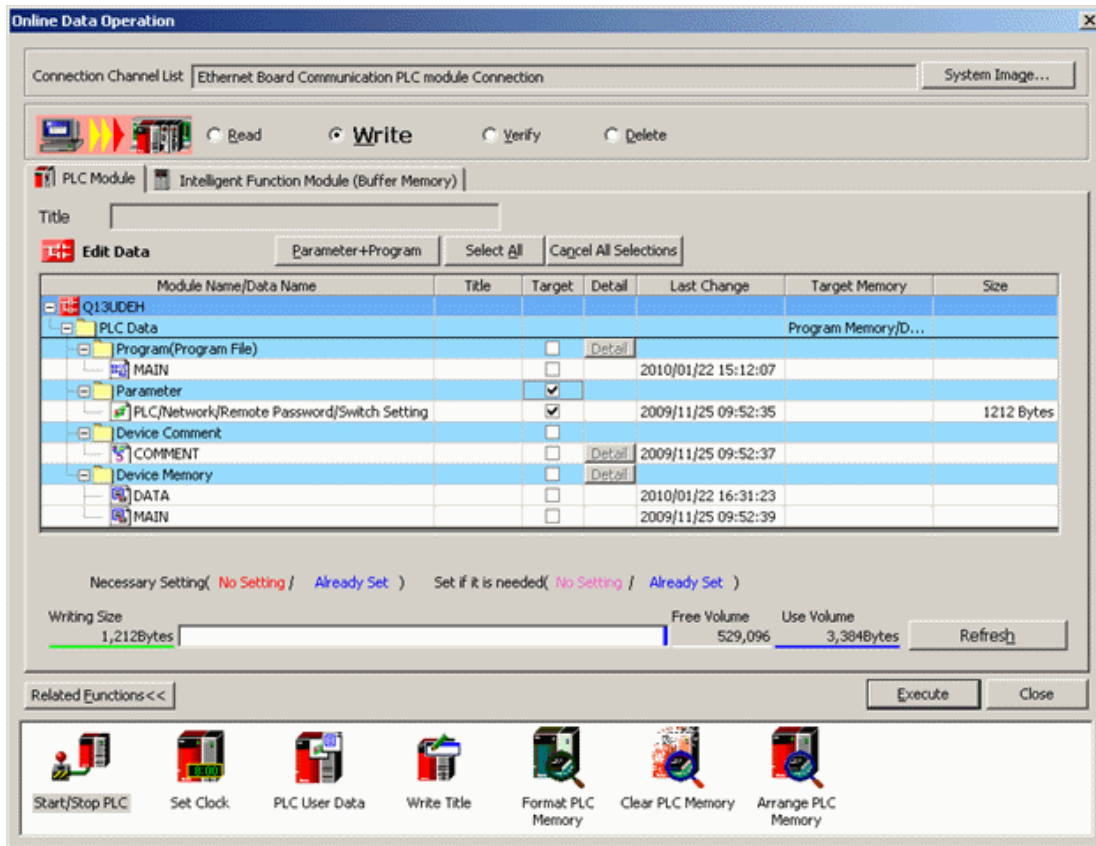 Online Data Operation
Connection Channel List Ethernet Board Communication PLC module Connection System Image...
Read Write Verify Delete
PLC Module Intelligent Function Module (Buffer Memory)
Title
Edit Data Parameter+Program Select All Cancel All Selections
Module Name/Data Name Title Target Detail Last Change Target Memory Size
Q13UDEH
PLC Data Program Memory/D...
Program(Program File) Detail
MAIN 2010/01/22 15:12:07
Parameter
PLC/Network/Remote Password/Switch Setting 2009/11/25 09:52:35 1212 Bytes
Device Comment
COMMENT Detail 2009/11/25 09:52:37
Device Memory Detail
DATA 2010/01/22 16:31:23
MAIN 2009/11/25 09:52:39
Necessary Setting( No Setting / Already Set ) Set if it is needed( No Setting / Already Set )
Writing Size Free Volume Use Volume
1,212Bytes 529,096 3,384Bytes Refresh
Related Functions<< Execute Close
8:00
Start/Stop PLC Set Clock PLC User Data Write Title Format PLC Memory Clear PLC Memory Arrange PLC Memory